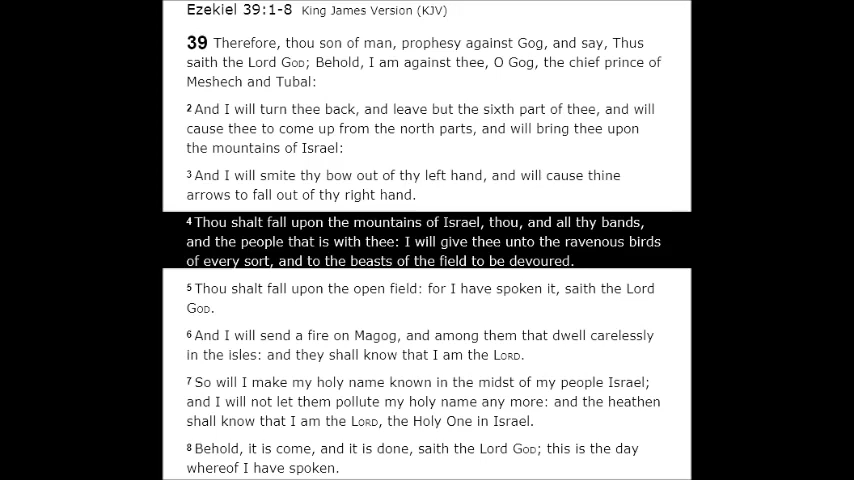 Ezekiel 39:1-8 King James Version (KJV)
39 Therefore, thou son of man, prophesy against Gog, and say, Thus
saith the Lord GOD; Behold, I am against thee, O Gog, the chief prince of
Meshech and Tubal:
2 And I will turn thee back, and leave but the sixth part of thee, and will
cause thee to come up from the north parts, and will bring thee upon
the mountains of Israel:
3 And I will smite thy bow out of thy left hand, and will cause thine
arrows to fall out of thy right hand.
4 Thou shalt fall upon the mountains of Israel, thou, and all thy bands,
and the people that is with thee: I will give thee unto the ravenous birds
of every sort, and to the beasts of the field to be devoured.
5 Thou shalt fall upon the open field: for I have spoken it, saith the Lord
GOD.
6 And I will send a fire on Magog, and among them that dwell carelessly
in the isles: and they shall know that I am the LORD.
7 So will I make my holy name known in the midst of my people Israel;
and I will not let them pollute my holy name any more: and the heathen
shall know that I am the LORD, the Holy One in Israel.
8 Behold, it is come, and it is done, saith the Lord GOD; this is the day
whereof I have spoken.